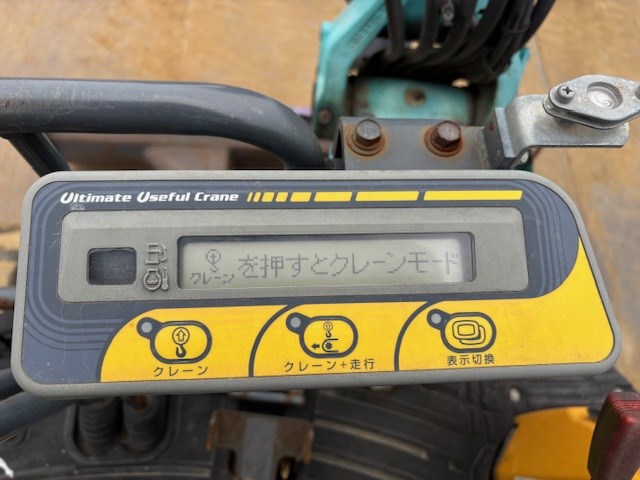 Ultimate Useful Crane
クレーン を押すとクレーンモード
クレーン
クレーン+走行
表示切換